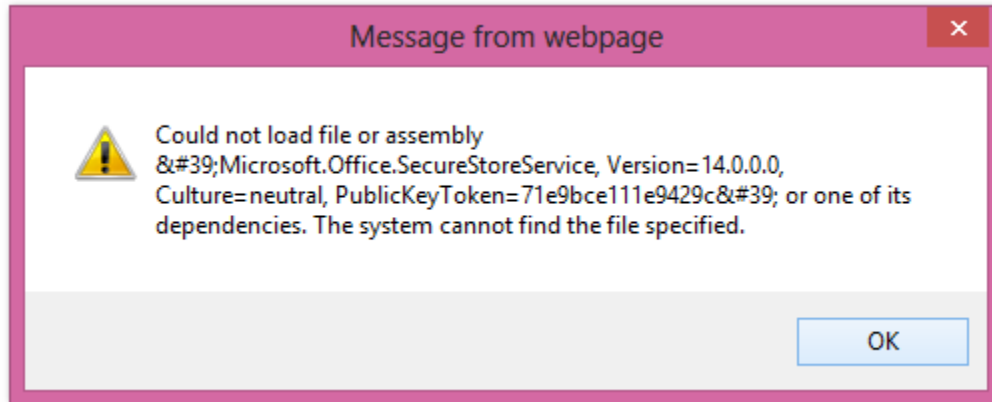 Message from webpage
Could not load file or assembly
&#39;Microsoft.Office.SecureStoreService, Version=14.0.0.0,
Culture=neutral, PublicKeyToken=71e9bce111e9429c&#39; or one of its
dependencies. The system cannot find the file specified.
OK